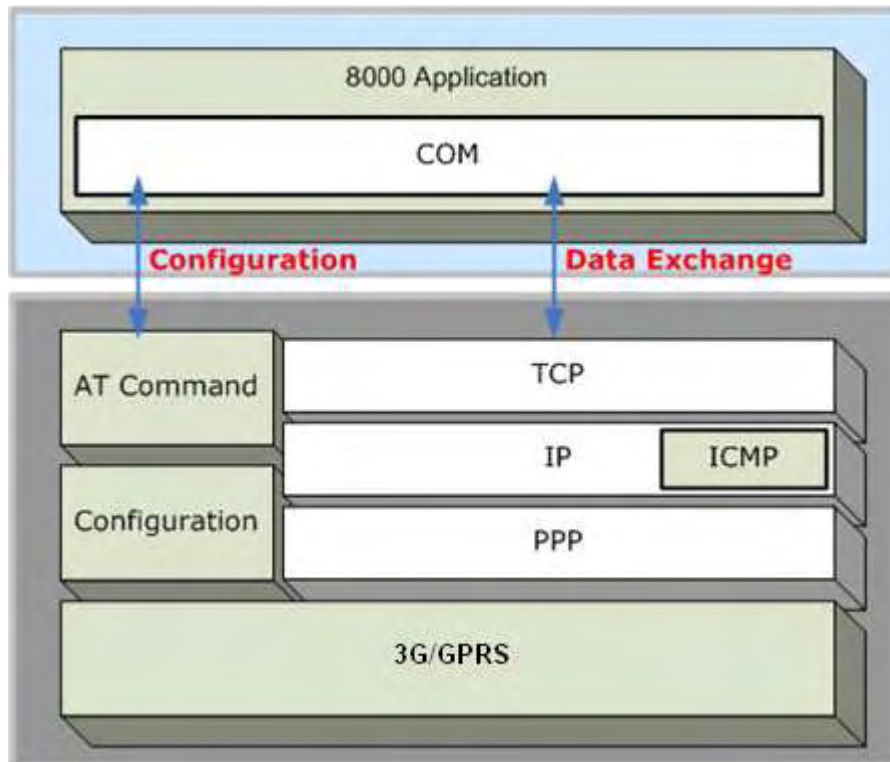 8000 Application
COM
Configuration
Data Exchange
AT Command
TCP
IP
ICMP
Configuration
PPP
3G/GPRS